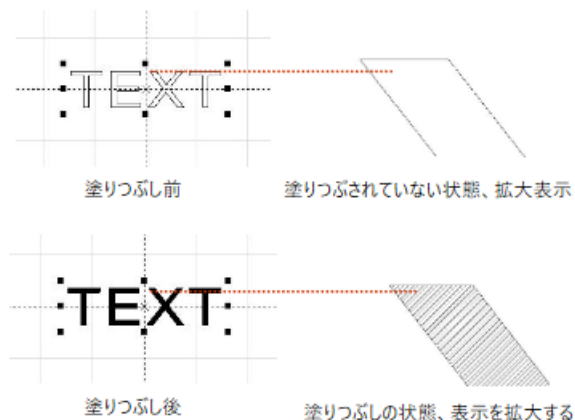 TEXT
塗りつぶし前
塗りつぶされていない状態、拡大表示
TEXT
塗りつぶし後
塗りつぶしの状態、表示を拡大する